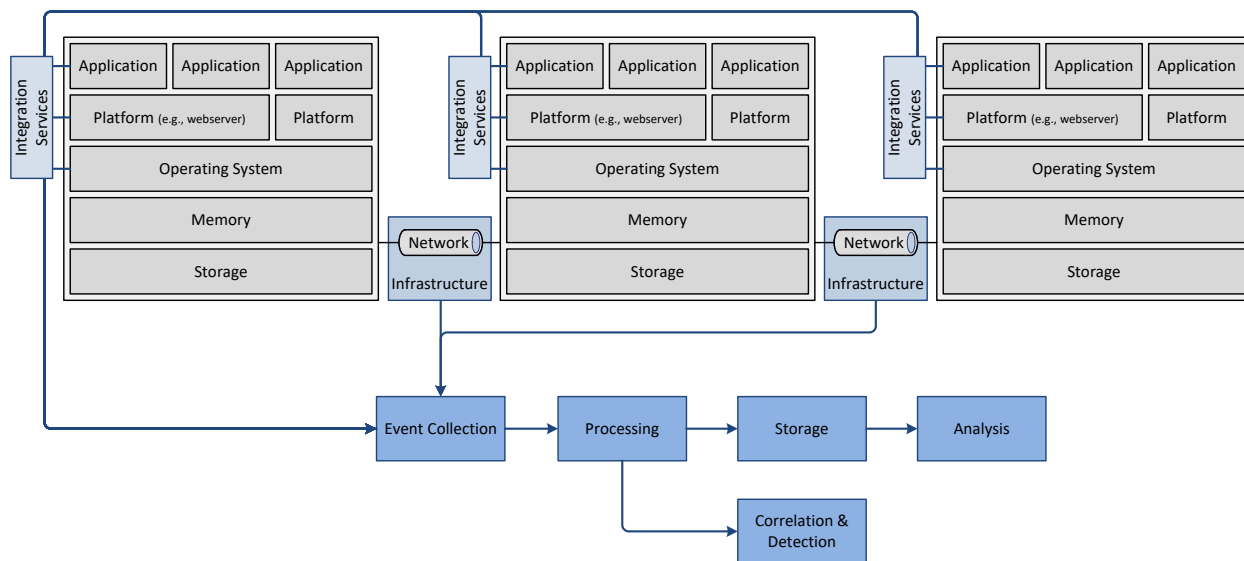 Integration
Services
Application
Application
Application
Platform (e.g., webserver)
Platform
Operating System
Memory
Storage
Network
Infrastructure
Integration
Services
Application
Application
Application
Platform (e.g., webserver)
Platform
Operating System
Memory
Storage
Network
Infrastructure
Integration
Services
Application
Application
Application
Platform (e.g., webserver)
Platform
Operating System
Memory
Storage
Event Collection
Processing
Storage
Analysis
Correlation &
Detection